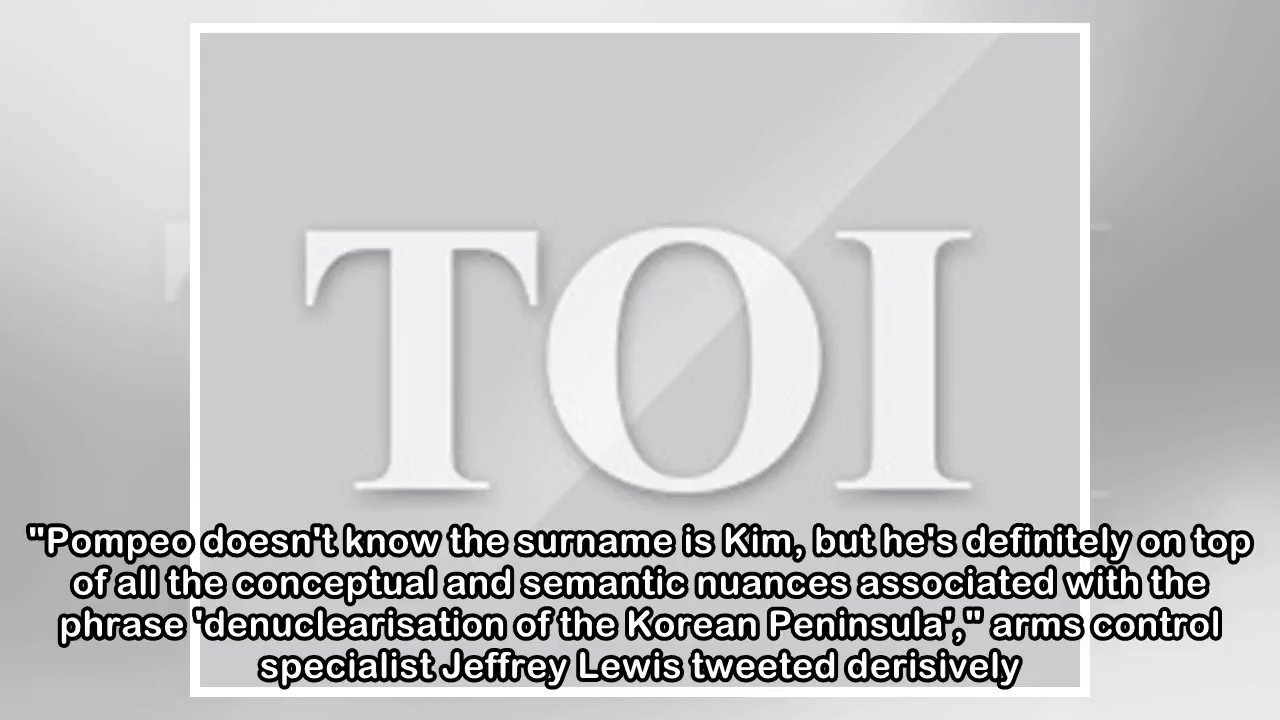 TOI
"Pompeo doesn't know the surname is Kim, but he's definitely on top
of all the conceptual and semantic nuances associated with the
phrase 'denuclearisation of the Korean Peninsula'," arms control
specialist Jeffrey Lewis tweeted derisively